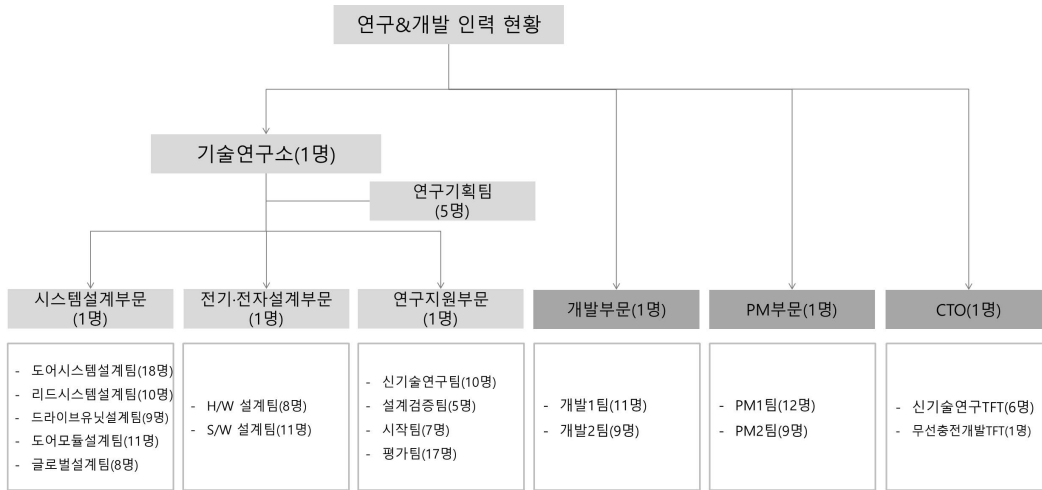 연구&개발 인력 현황
기술연구소(1명)
연구기획팀
(5명)
시스템설계부문
(1명)
전기·전자설계부문
(1명)
연구지원부문
(1명)
개발부문(1명)
PM부문(1명)
CTO(1명)
- 도어시스템설계팀(18명)
- 리드시스템설계팀(10명)
- 드라이브유닛설계팀(9명)
- 도어모듈설계팀(11명)
- 글로벌설계팀(8명)
- H/W 설계팀(8명)
- S/W 설계팀(11명)
- 신기술연구팀(10명)
- 설계검증팀(5명)
- 시작팀(7명)
- 평가팀(17명)
- 개발1팀(11명)
- 개발2팀(9명)
- PM1팀(12명)
- PM2팀(9명)
- 신기술연구TFT(6명)
- 무선충전개발TFT(1명)